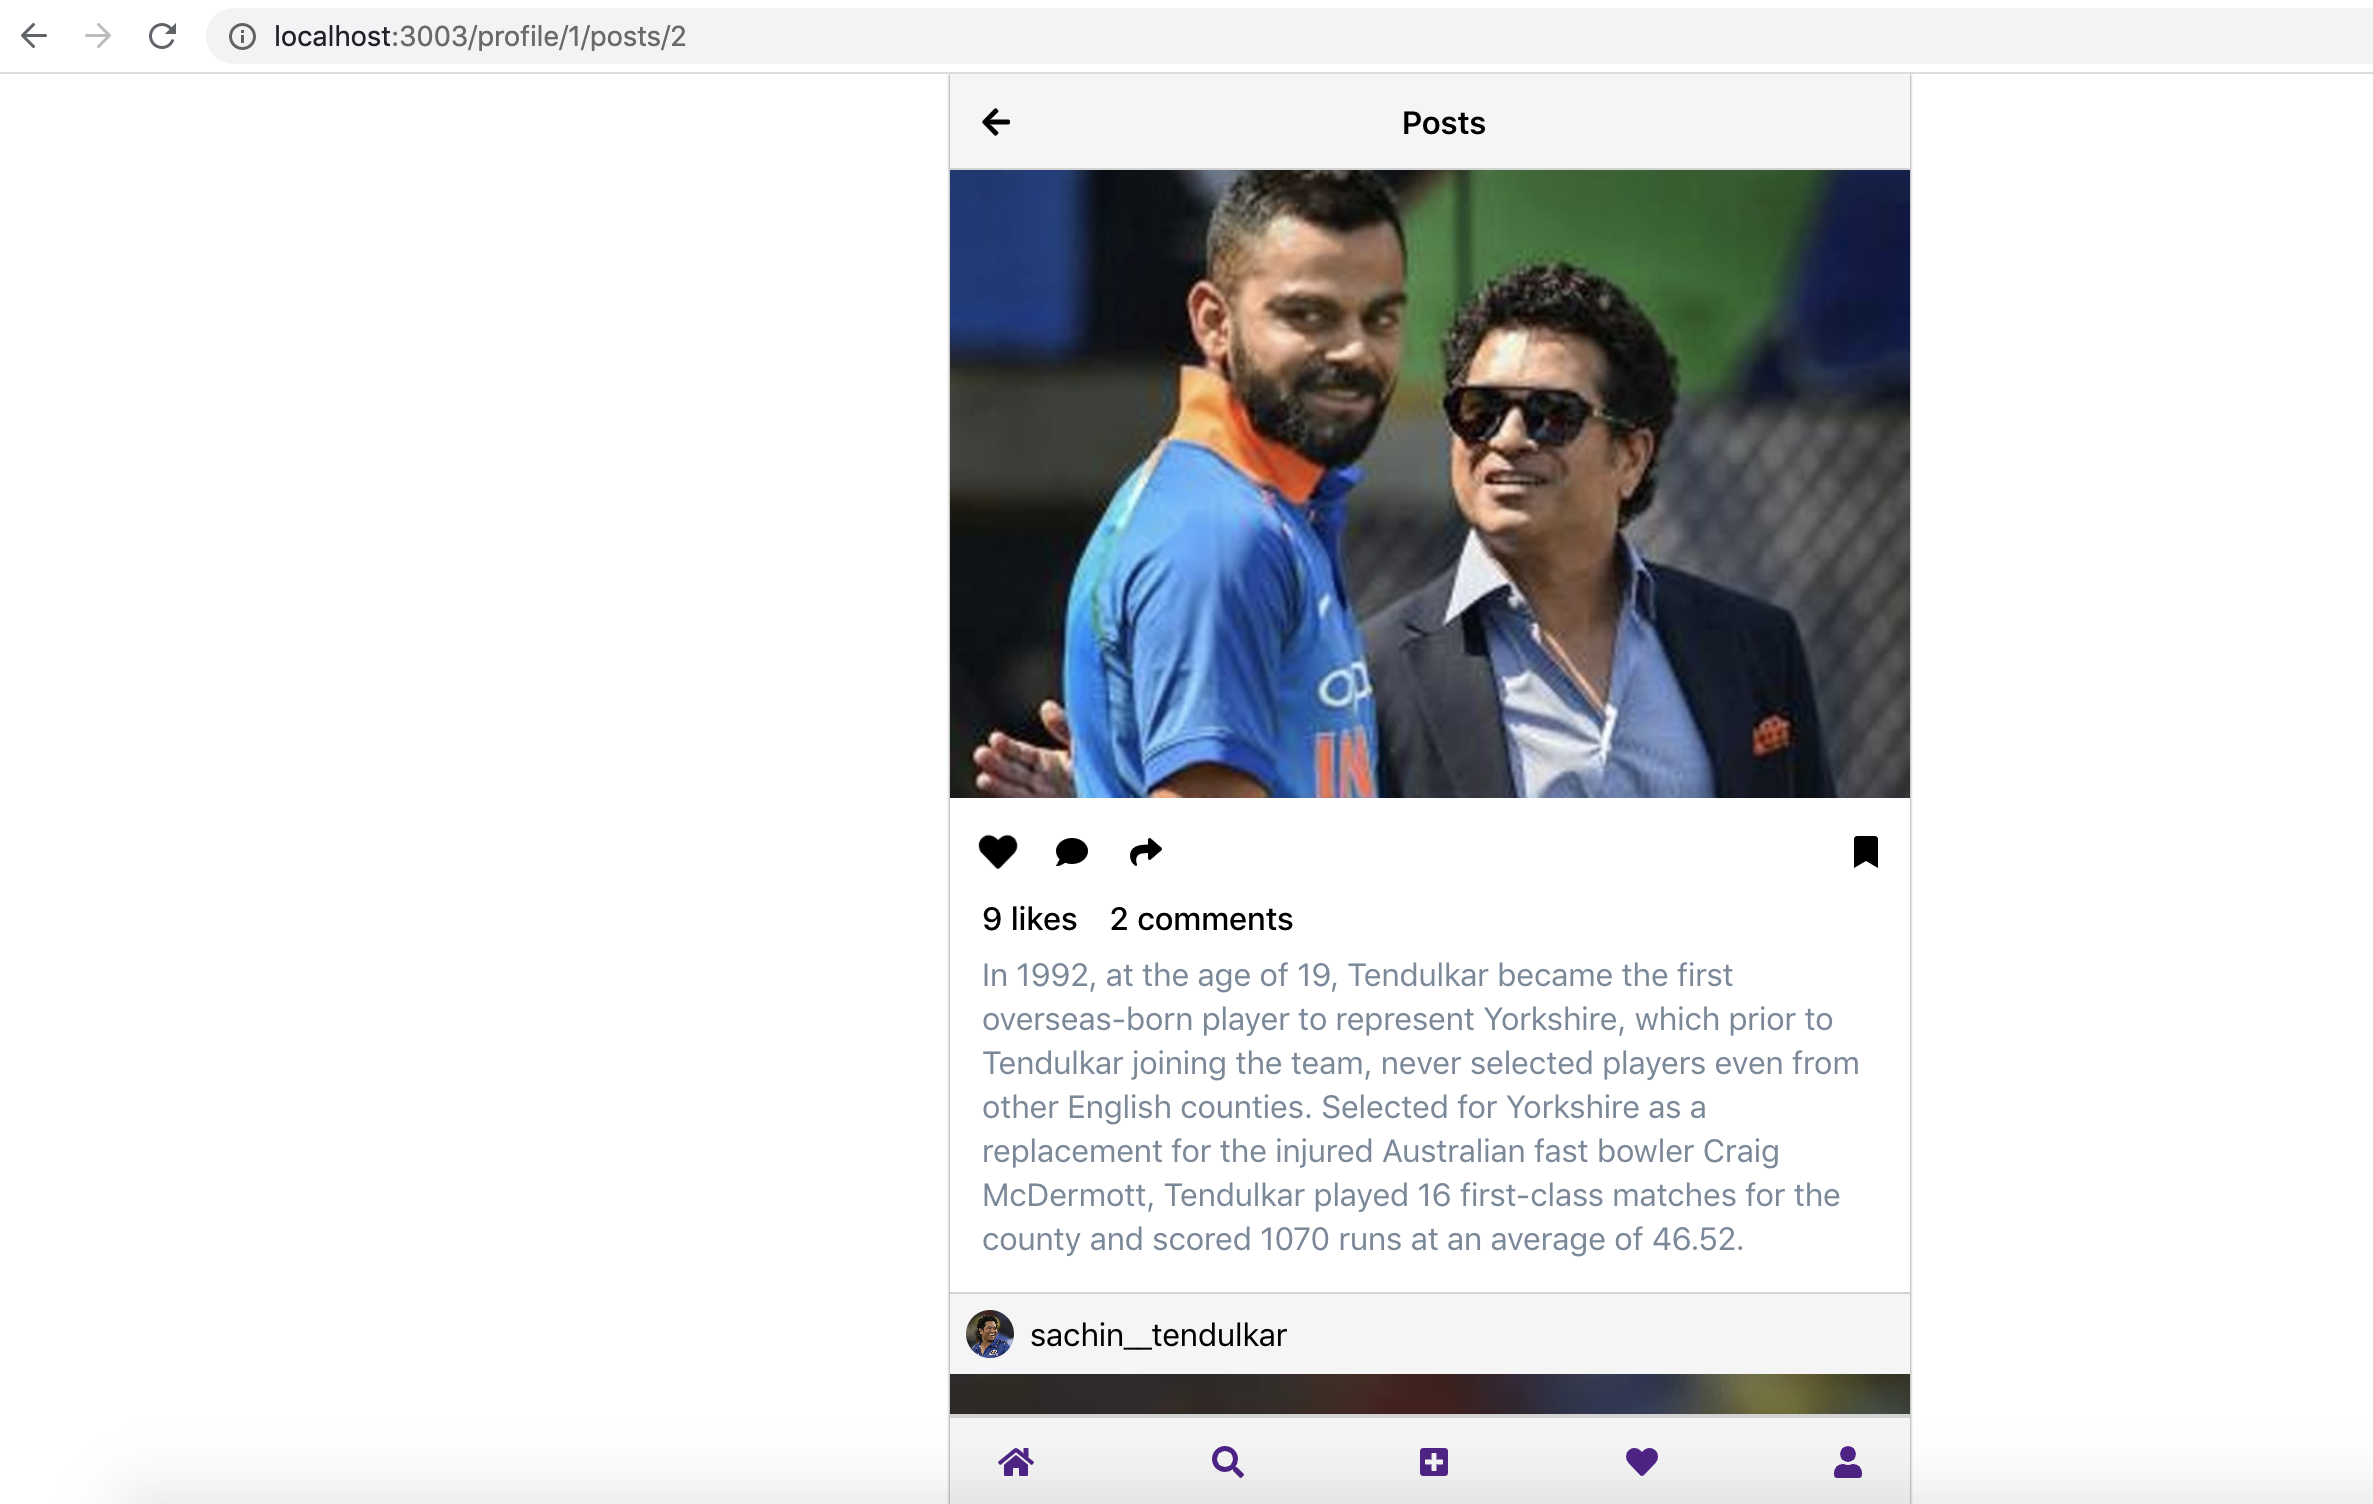 localhost:3003/profile/1/posts/2
Posts
IN
9 likes 2 comments
In 1992, at the age of 19, Tendulkar became the first
overseas-born player to represent Yorkshire, which prior to
Tendulkar joining the team, never selected players even from
other English counties. Selected for Yorkshire as a
replacement for the injured Australian fast bowler Craig
McDermott, Tendulkar played 16 first-class matches for the
county and scored 1070 runs at an average of 46.52.
sachin__tendulkar